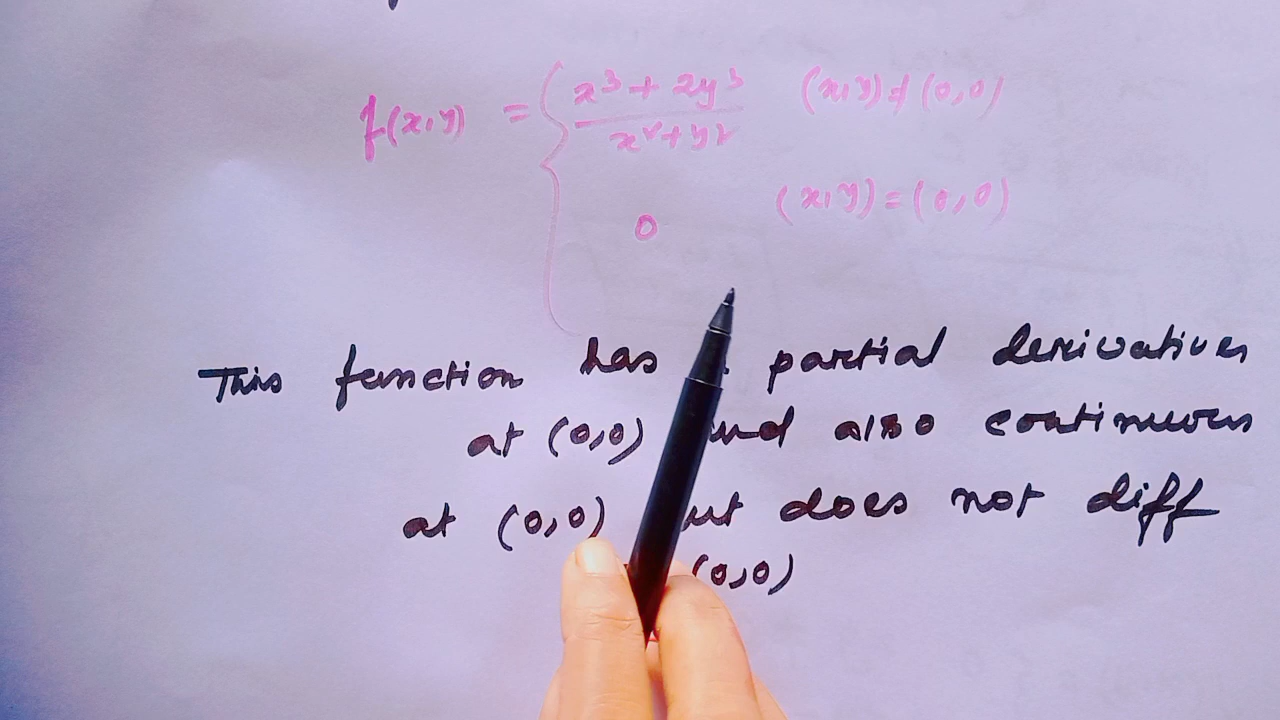 f(x,y) = { x³ + 2y³ / x² + y² (x,y) ≠ (0,0)
0 (x,y) = (0,0)
This function has partial derivatives
at (0,0) and also continuous
at (0,0) but does not diff
(0,0)